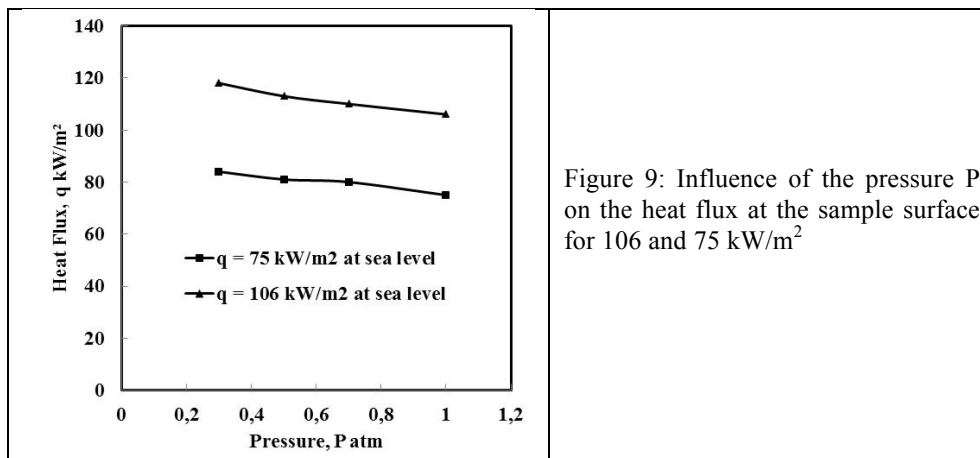 140
120
100
80
60
40
20
0
Heat Flux, q kW/m²
q = 75 kW/m2 at sea level
q = 106 kW/m2 at sea level
0 0,2 0,4 0,6 0,8 1 1,2
Pressure, P atm
Figure 9: Influence of the pressure P
on the heat flux at the sample surface
for 106 and 75 kW/m²